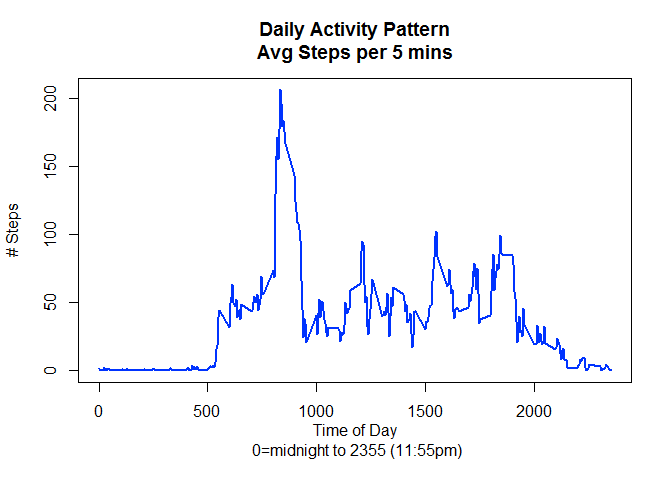 Daily Activity Pattern
Avg Steps per 5 mins
# Steps
200
150
100
50
0
0 500 1000 1500 2000
Time of Day
0=midnight to 2355 (11:55pm)